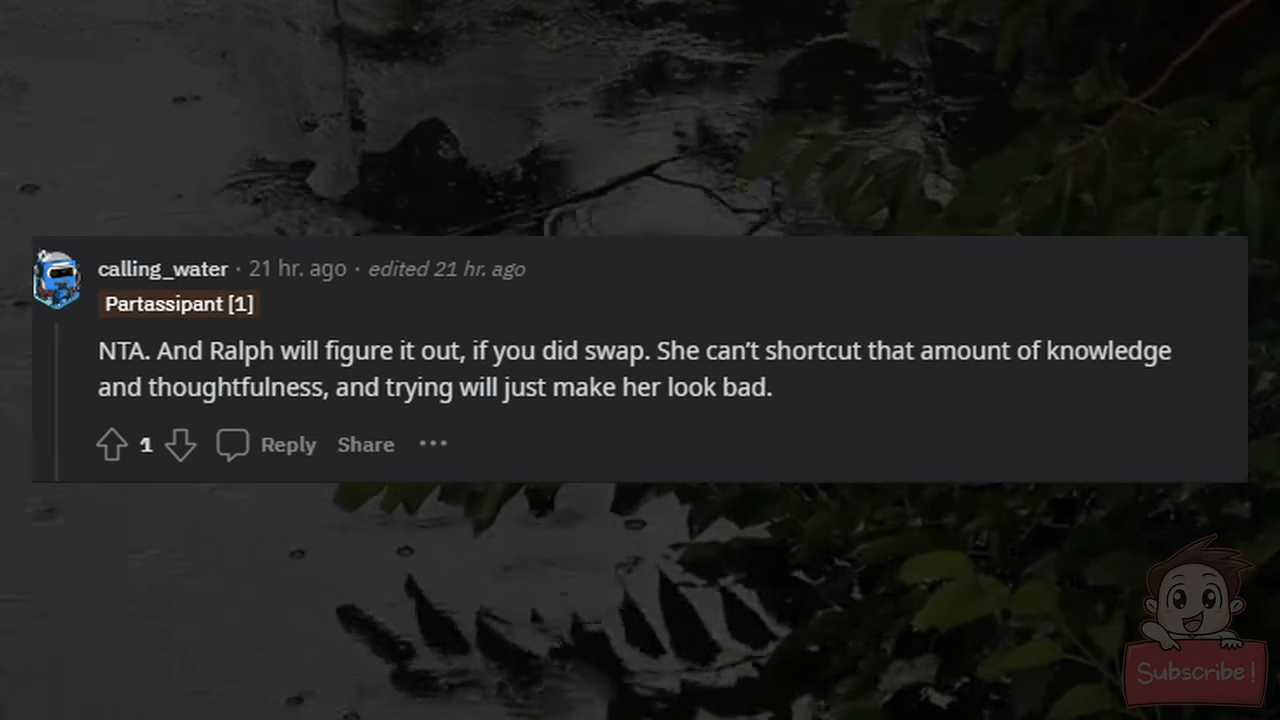 calling_water · 21 hr. ago · edited 21 hr. ago
Partassipant [1]
NTA. And Ralph will figure it out, if you did swap. She can’t shortcut that amount of knowledge
and thoughtfulness, and trying will just make her look bad.
1 Reply Share ···
Subscribe!